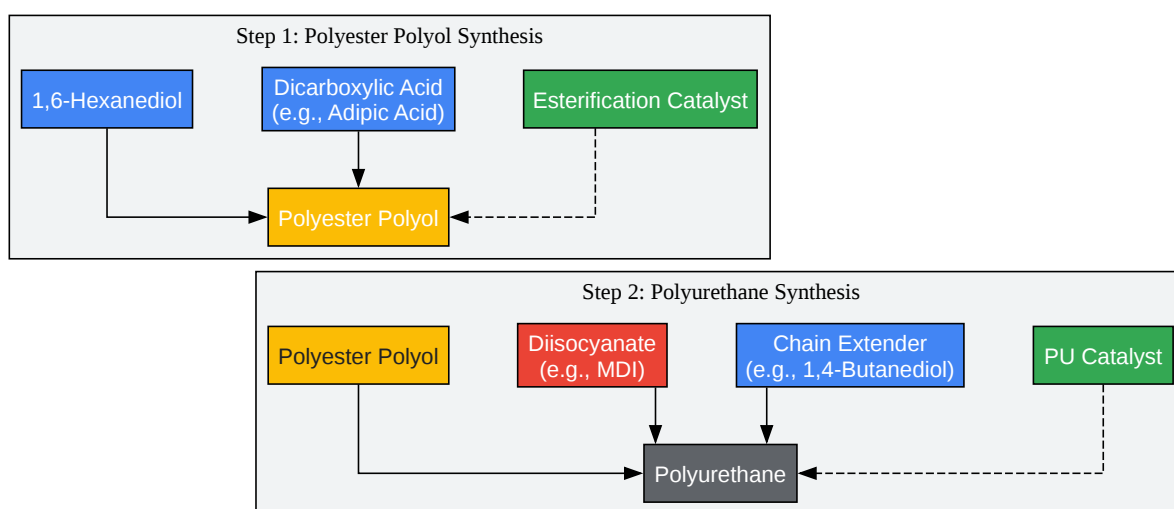 Step 1: Polyester Polyol Synthesis
1,6-Hexanediol
Dicarboxylic Acid
(e.g., Adipic Acid)
Esterification Catalyst
Polyester Polyol
Step 2: Polyurethane Synthesis
Polyester Polyol
Diisocyanate
(e.g., MDI)
Chain Extender
(e.g., 1,4-Butanediol)
PU Catalyst
Polyurethane